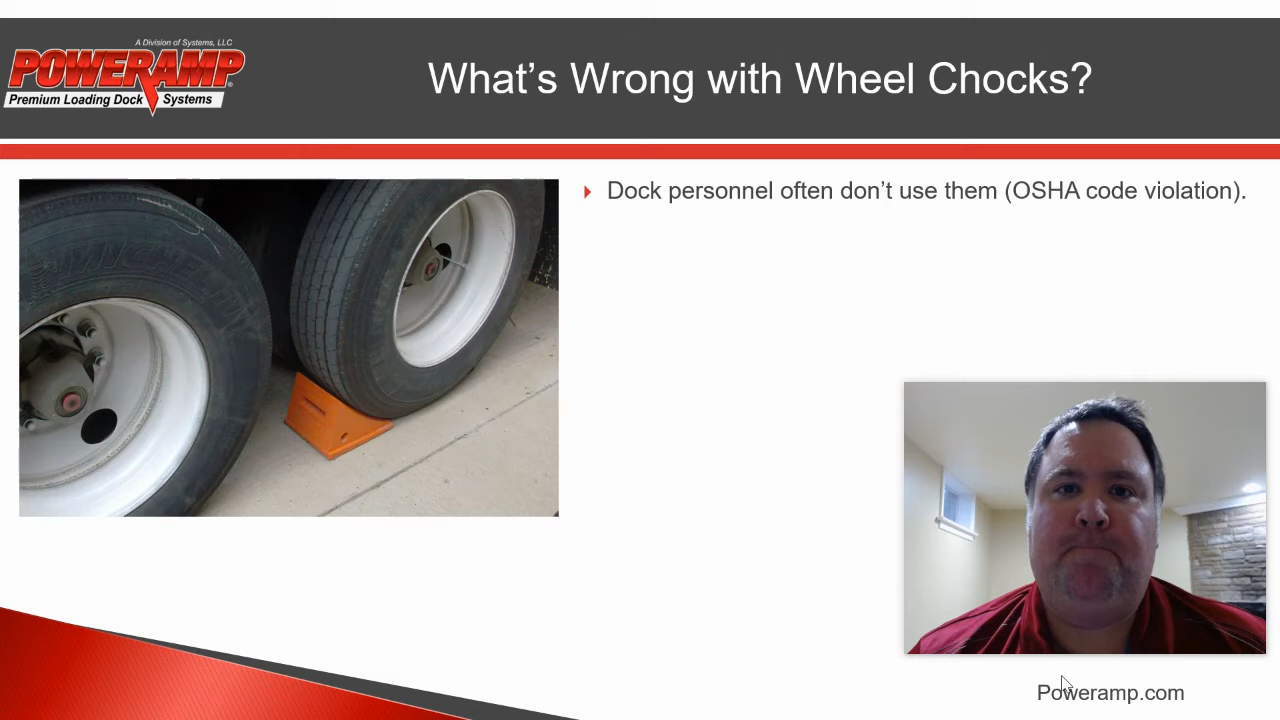 A Division of Systems, LLC
POWERAMP®
Premium Loading Dock Systems
What’s Wrong with Wheel Chocks?
Dock personnel often don’t use them (OSHA code violation).
MICHELIN
Poweramp.com